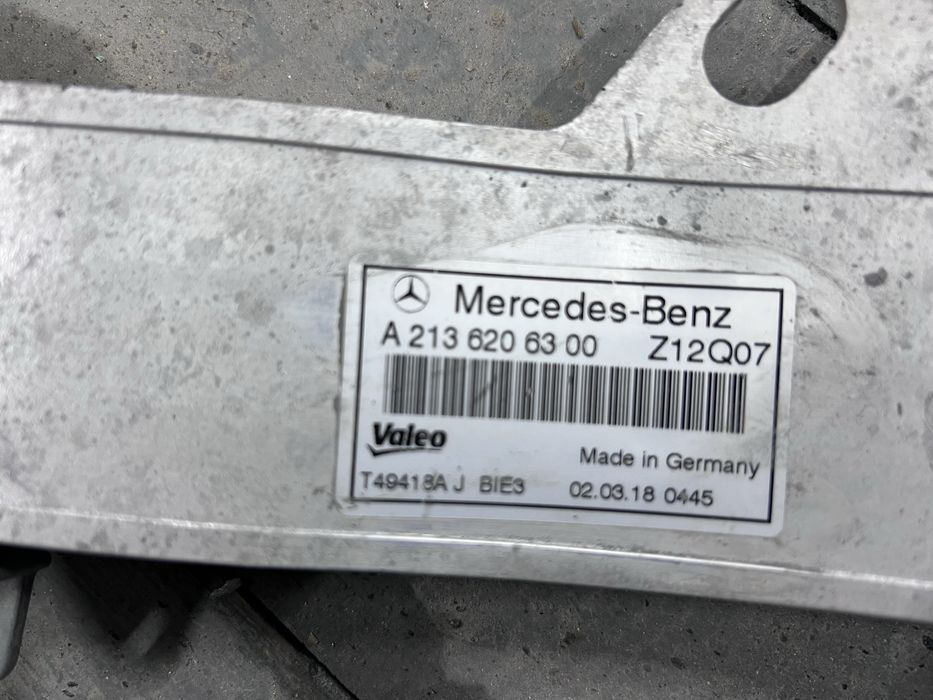 Mercedes-Benz
A 213 620 63 00 Z12Q07
Valeo
Made in Germany
T49418A J BIE3 02.03.18 0445